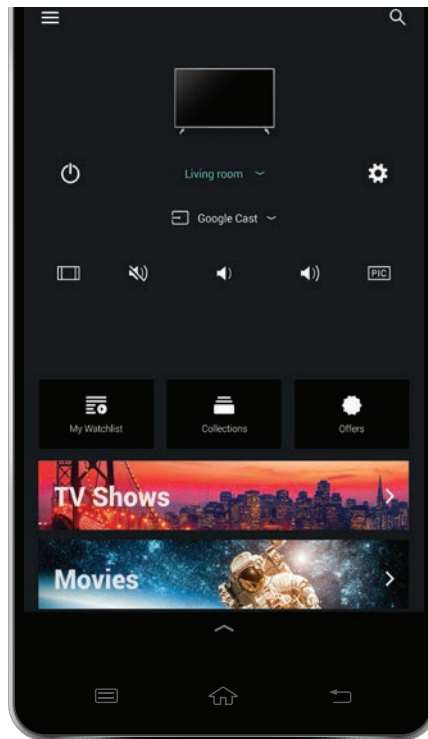 Living room
Google Cast
PIC
My Watchlist
Collections
Offers
TV Shows
Movies